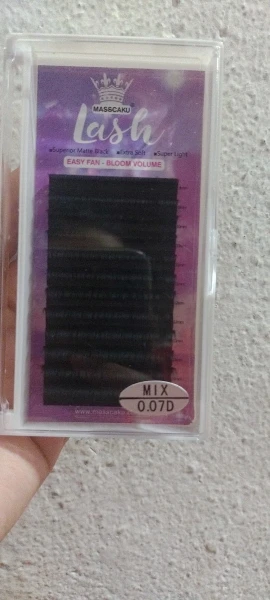 MASSCAKU
Lash
Superior Matte Black Extra Soft Super Light
EASY FAN - BLOOM VOLUME
MIX
0.07D